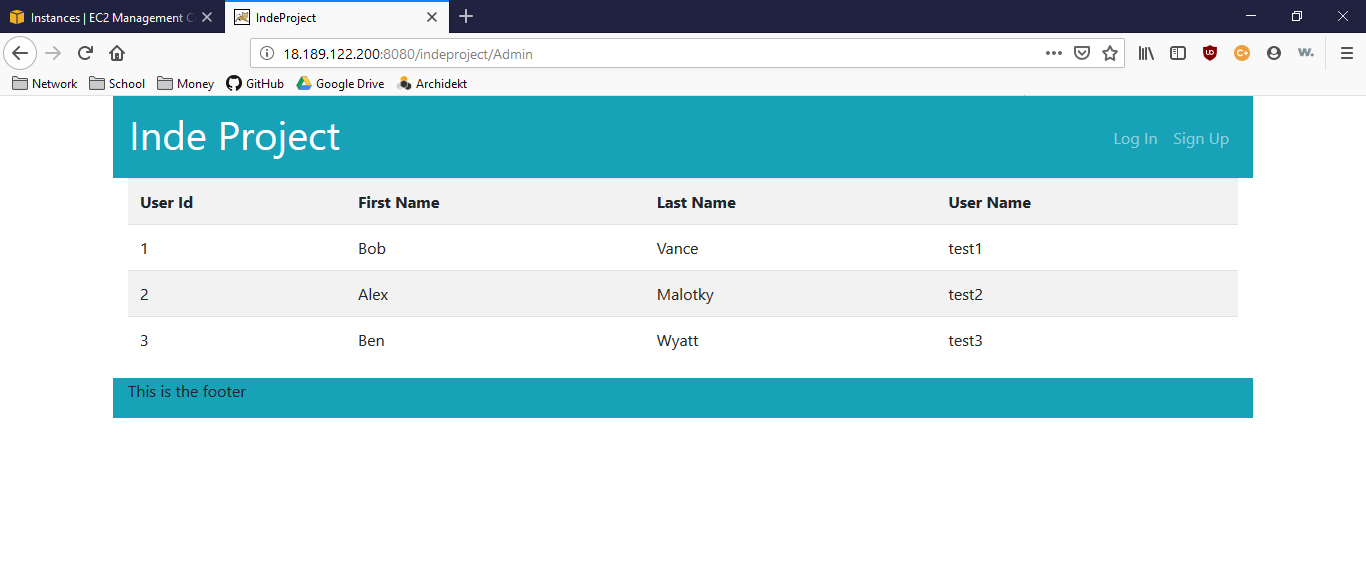 Instances | EC2 Management C
IndeProject
18.189.122.200:8080/indeproject/Admin
Network School Money GitHub Google Drive Archidekt
Inde Project
Log In Sign Up
User Id First Name Last Name User Name
1 Bob Vance test1
2 Alex Malotky test2
3 Ben Wyatt test3
This is the footer